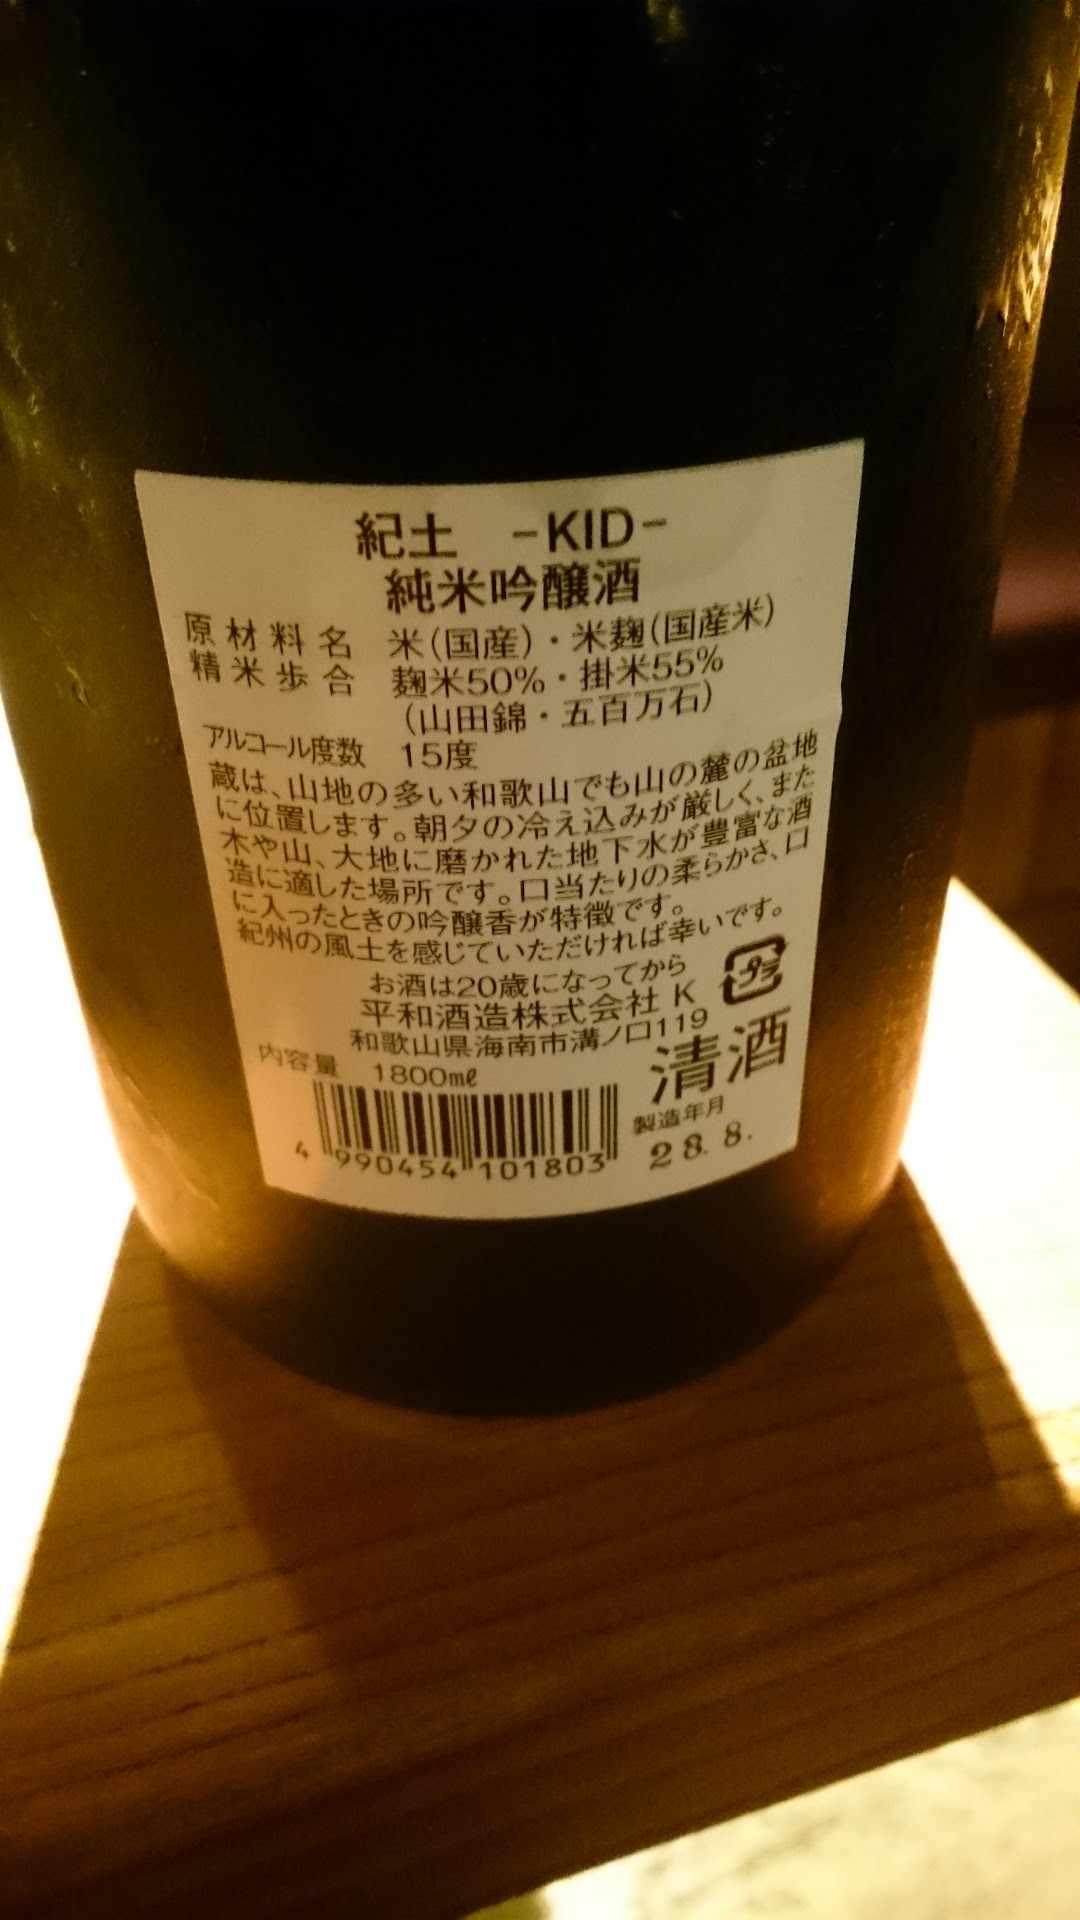 紀土 -KID-
純米吟醸酒
原材料名 米(国産)・米麹(国産米)
精米歩合 麹米50%・掛米55%
(山田錦・五百万石)
アルコール度数 15度
蔵は、山地の多い和歌山でも山の麓の盆地
に位置します。朝夕の冷え込みが厳しく、また
木や山、大地に磨かれた地下水が豊富な酒
造に適した場所です。口当たりの柔らかさ、口
に入ったときの吟醸香が特徴です。
紀州の風土を感じていただければ幸いです。
お酒は20歳になってから
プラ
平和酒造株式会社 K
和歌山県海南市溝ノ口119
内容量 1800mℓ
清酒
製造年月
28.8.
4 990454 101803